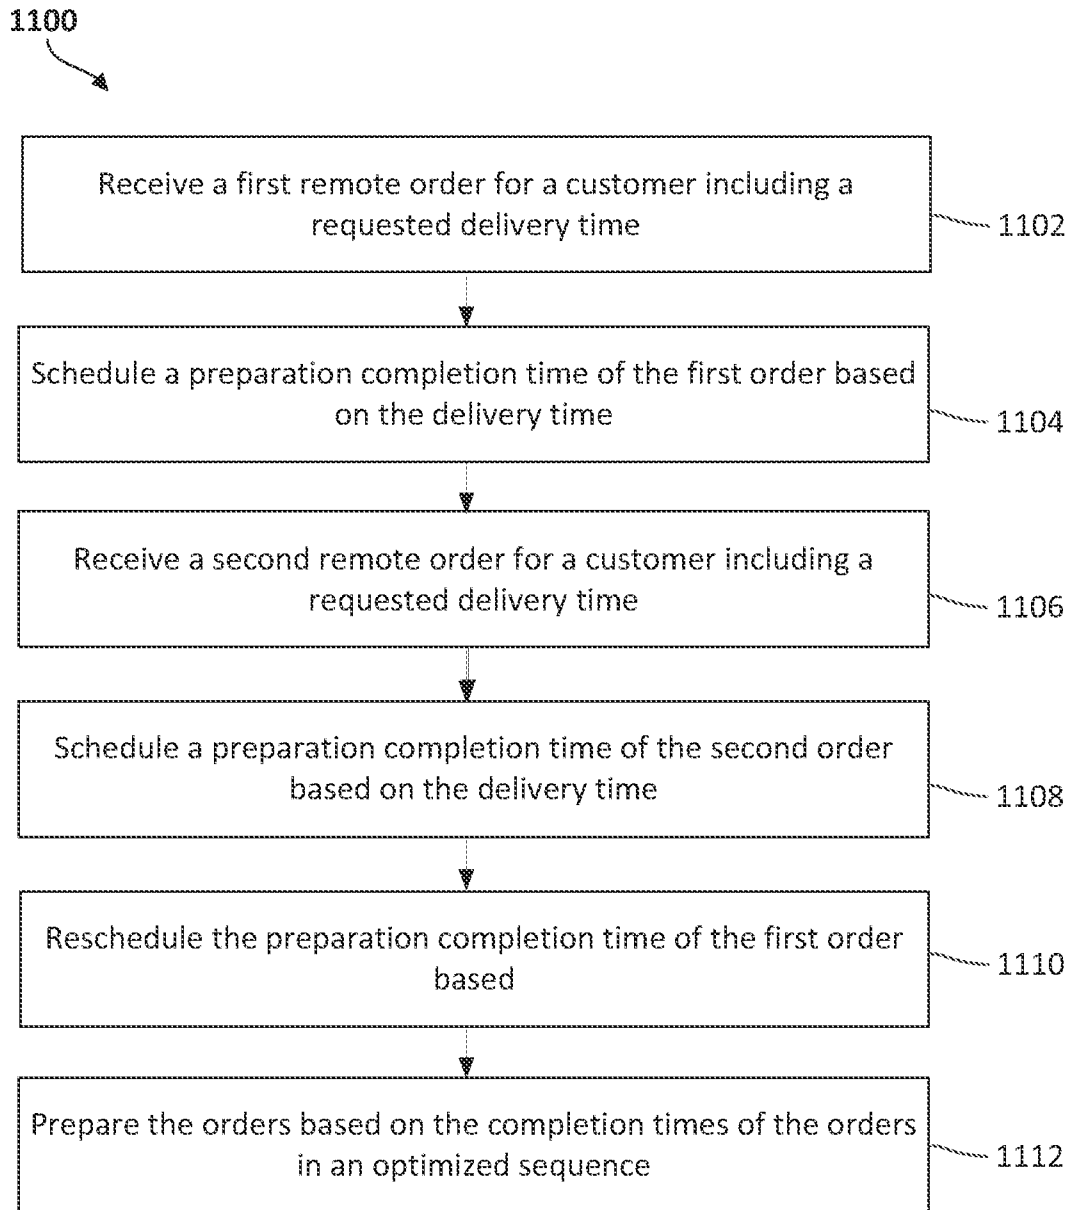 1100
Receive a first remote order for a customer including a
requested delivery time
1102
Schedule a preparation completion time of the first order based
on the delivery time
1104
Receive a second remote order for a customer including a
requested delivery time
1106
Schedule a preparation completion time of the second order
based on the delivery time
1108
Reschedule the preparation completion time of the first order
based
1110
Prepare the orders based on the completion times of the orders
in an optimized sequence
1112